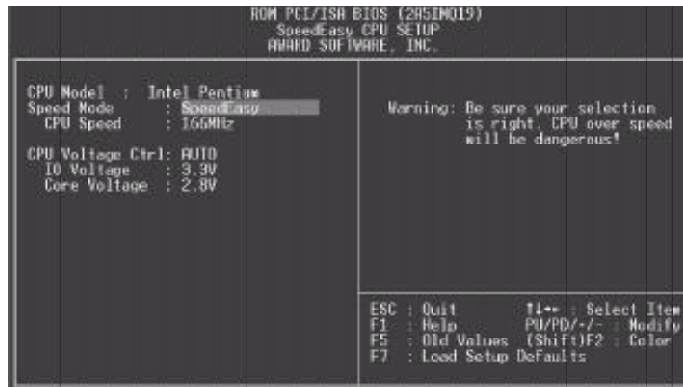 ROM PCI/ISA BIOS (2A5IMQ19)
SpeedEasy CPU SETUP
AWARD SOFTWARE, INC.
CPU Model : Intel Pentium
Speed Mode : SpeedEasy
CPU Speed : 166MHz
CPU Voltage Ctrl: AUTO
IO Voltage : 3.3V
Core Voltage : 2.8V
Warning: Be sure your selection
is right. CPU over speed
will be dangerous!
ESC : Quit ↑↓→← : Select Item
F1 : Help PU/PD/+/- : Modify
F5 : Old Values (Shift)F2 : Color
F7 : Load Setup Defaults